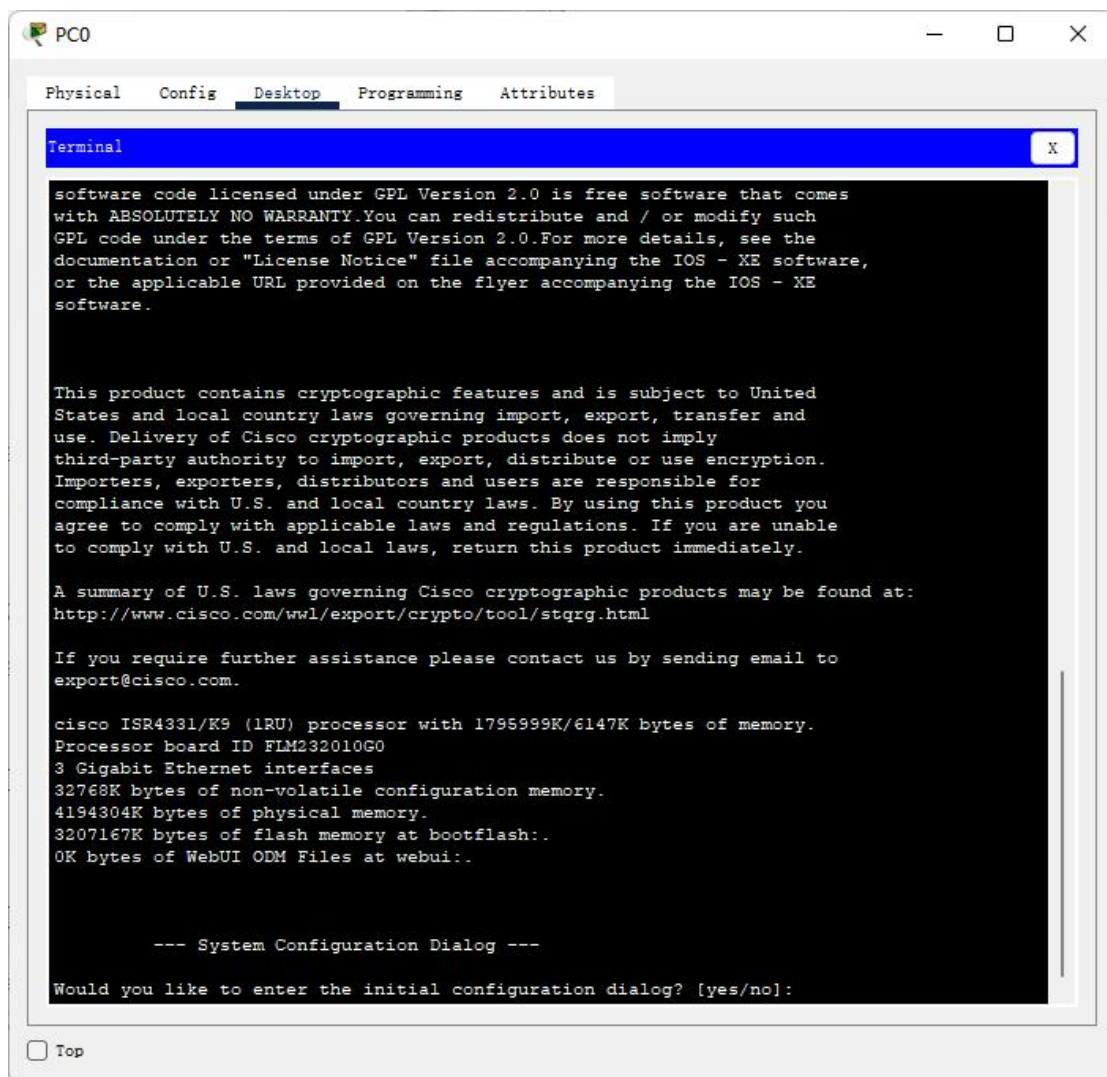 PC0
Physical Config Desktop Programming Attributes
Terminal X
software code licensed under GPL Version 2.0 is free software that comes
with ABSOLUTELY NO WARRANTY.You can redistribute and / or modify such
GPL code under the terms of GPL Version 2.0.For more details, see the
documentation or "License Notice" file accompanying the IOS - XE software,
or the applicable URL provided on the flyer accompanying the IOS - XE
software.
This product contains cryptographic features and is subject to United
States and local country laws governing import, export, transfer and
use. Delivery of Cisco cryptographic products does not imply
third-party authority to import, export, distribute or use encryption.
Importers, exporters, distributors and users are responsible for
compliance with U.S. and local country laws. By using this product you
agree to comply with applicable laws and regulations. If you are unable
to comply with U.S. and local laws, return this product immediately.
A summary of U.S. laws governing Cisco cryptographic products may be found at:
http://www.cisco.com/wwl/export/crypto/tool/stqrg.html
If you require further assistance please contact us by sending email to
export@cisco.com.
cisco ISR4331/K9 (1RU) processor with 1795999K/6147K bytes of memory.
Processor board ID FLM232010G0
3 Gigabit Ethernet interfaces
32768K bytes of non-volatile configuration memory.
4194304K bytes of physical memory.
3207167K bytes of flash memory at bootflash:.
0K bytes of WebUI ODM Files at webui:.
--- System Configuration Dialog ---
Would you like to enter the initial configuration dialog? [yes/no]:
Top